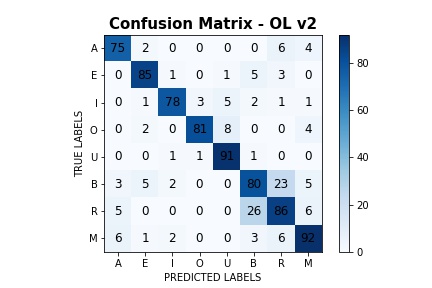 Confusion Matrix - OL v2
A 75 2 0 0 0 0 6 4
E 0 85 1 0 1 5 3 0
I 0 1 78 3 5 2 1 1
O 0 2 0 81 8 0 0 4
U 0 0 1 1 91 1 0 0
B 3 5 2 0 0 80 23 5
R 5 0 0 0 0 26 86 6
M 6 1 2 0 0 3 6 92
A E I O U B R M
TRUE LABELS
PREDICTED LABELS
80
60
40
20
0